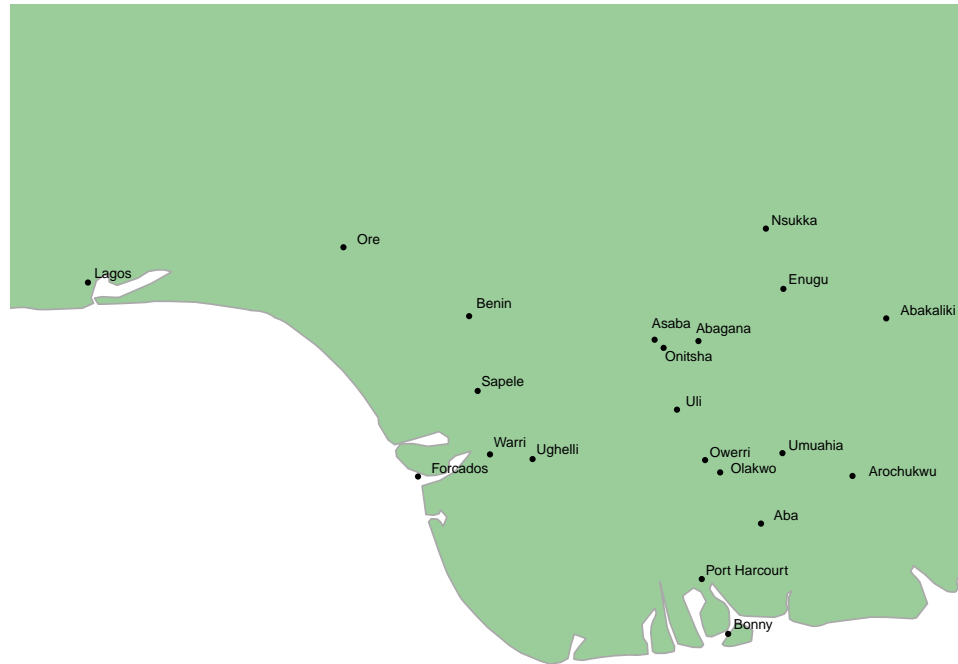 Nsukka
Ore
Lagos
Enugu
Benin
Abakaliki
Asaba
Abagana
Onitsha
Sapele
Uli
Warri
Ughelli
Owerri
Umuahia
Forcados
Olakwo
Arochukwu
Aba
Port Harcourt
Bonny